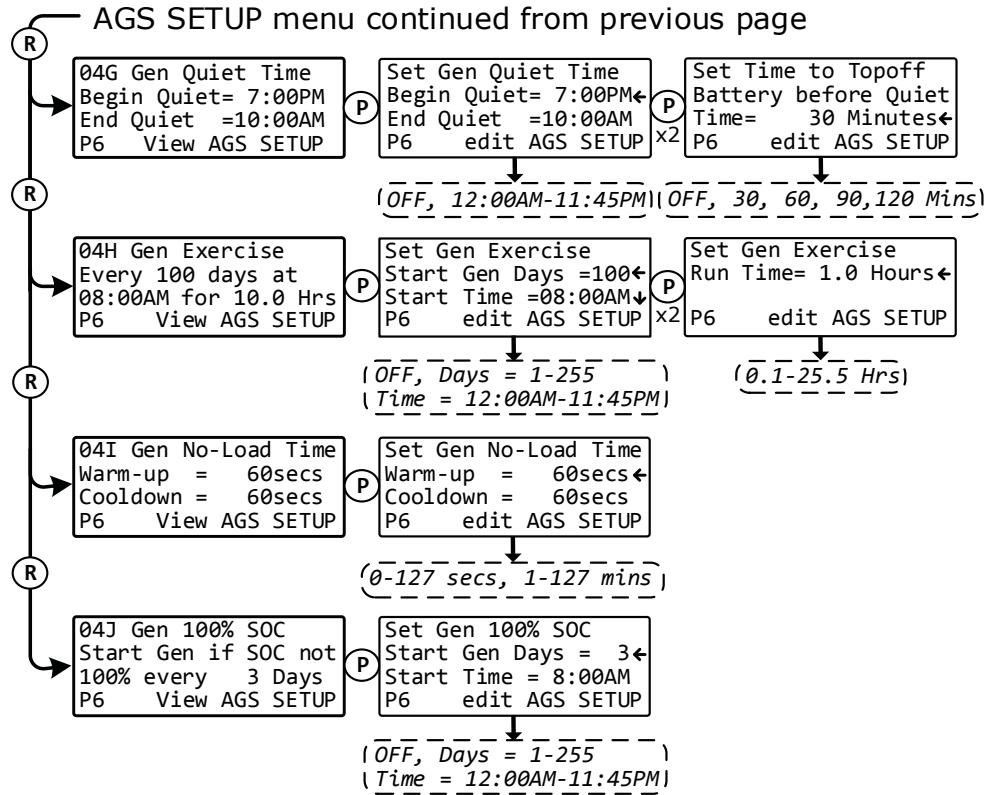 AGS SETUP menu continued from previous page
R
04G Gen Quiet Time
Begin Quiet= 7:00PM
End Quiet  =10:00AM
P6    View AGS SETUP
P
Set Gen Quiet Time
Begin Quiet= 7:00PM←
End Quiet  =10:00AM
P6    edit AGS SETUP
P
x2
Set Time to Topoff
Battery before Quiet
Time=    30 Minutes←
P6    edit AGS SETUP
OFF, 12:00AM-11:45PM
OFF, 30, 60, 90,120 Mins
R
04H Gen Exercise
Every 100 days at
08:00AM for 10.0 Hrs
P6    View AGS SETUP
P
Set Gen Exercise
Start Gen Days =100←
Start Time =08:00AM↓
P6    edit AGS SETUP
P
x2
Set Gen Exercise
Run Time= 1.0 Hours←
P6    edit AGS SETUP
OFF, Days = 1-255
Time = 12:00AM-11:45PM
0.1-25.5 Hrs
R
04I Gen No-Load Time
Warm-up  =   60secs
Cooldown =   60secs
P6    View AGS SETUP
P
Set Gen No-Load Time
Warm-up  =   60secs←
Cooldown =   60secs
P6    edit AGS SETUP
0-127 secs, 1-127 mins
R
04J Gen 100% SOC
Start Gen if SOC not
100% every   3 Days
P6    View AGS SETUP
P
Set Gen 100% SOC
Start Gen Days =  3←
Start Time = 8:00AM
P6    edit AGS SETUP
OFF, Days = 1-255
Time = 12:00AM-11:45PM